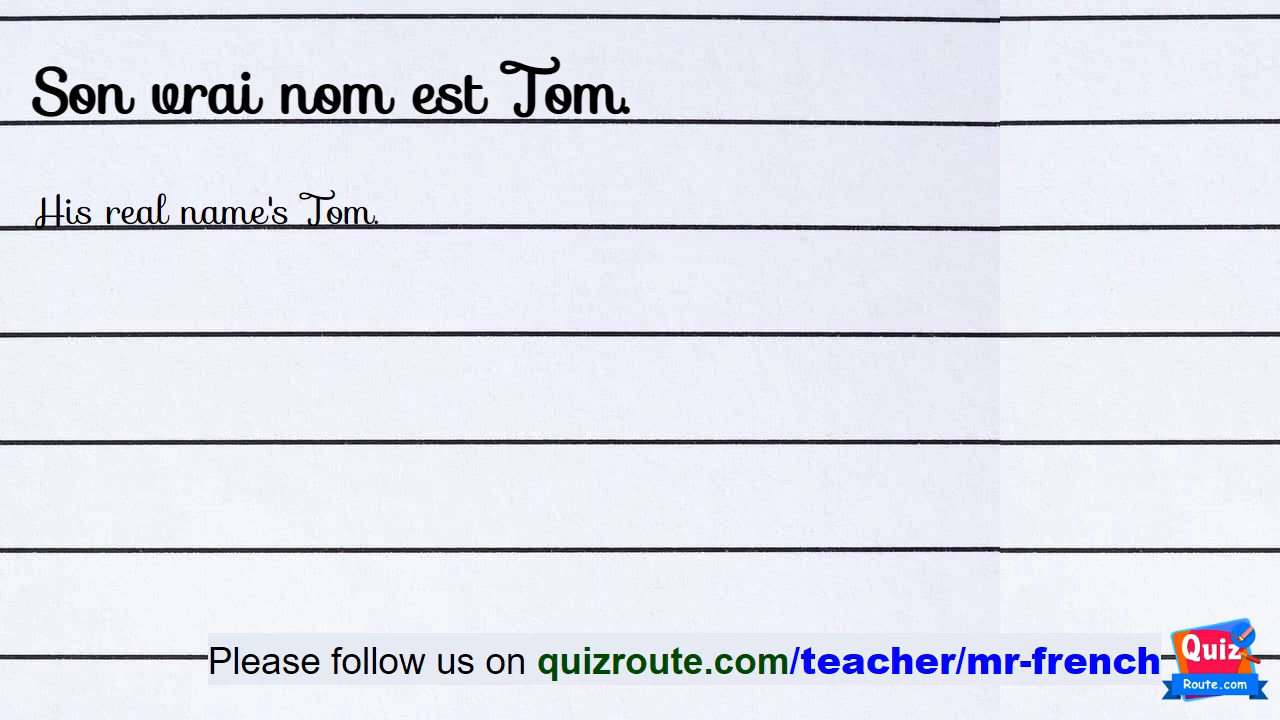 Son vrai nom est Tom.
His real name's Tom.
Please follow us on quizroute.com/teacher/mr-french
Quiz
Route.com